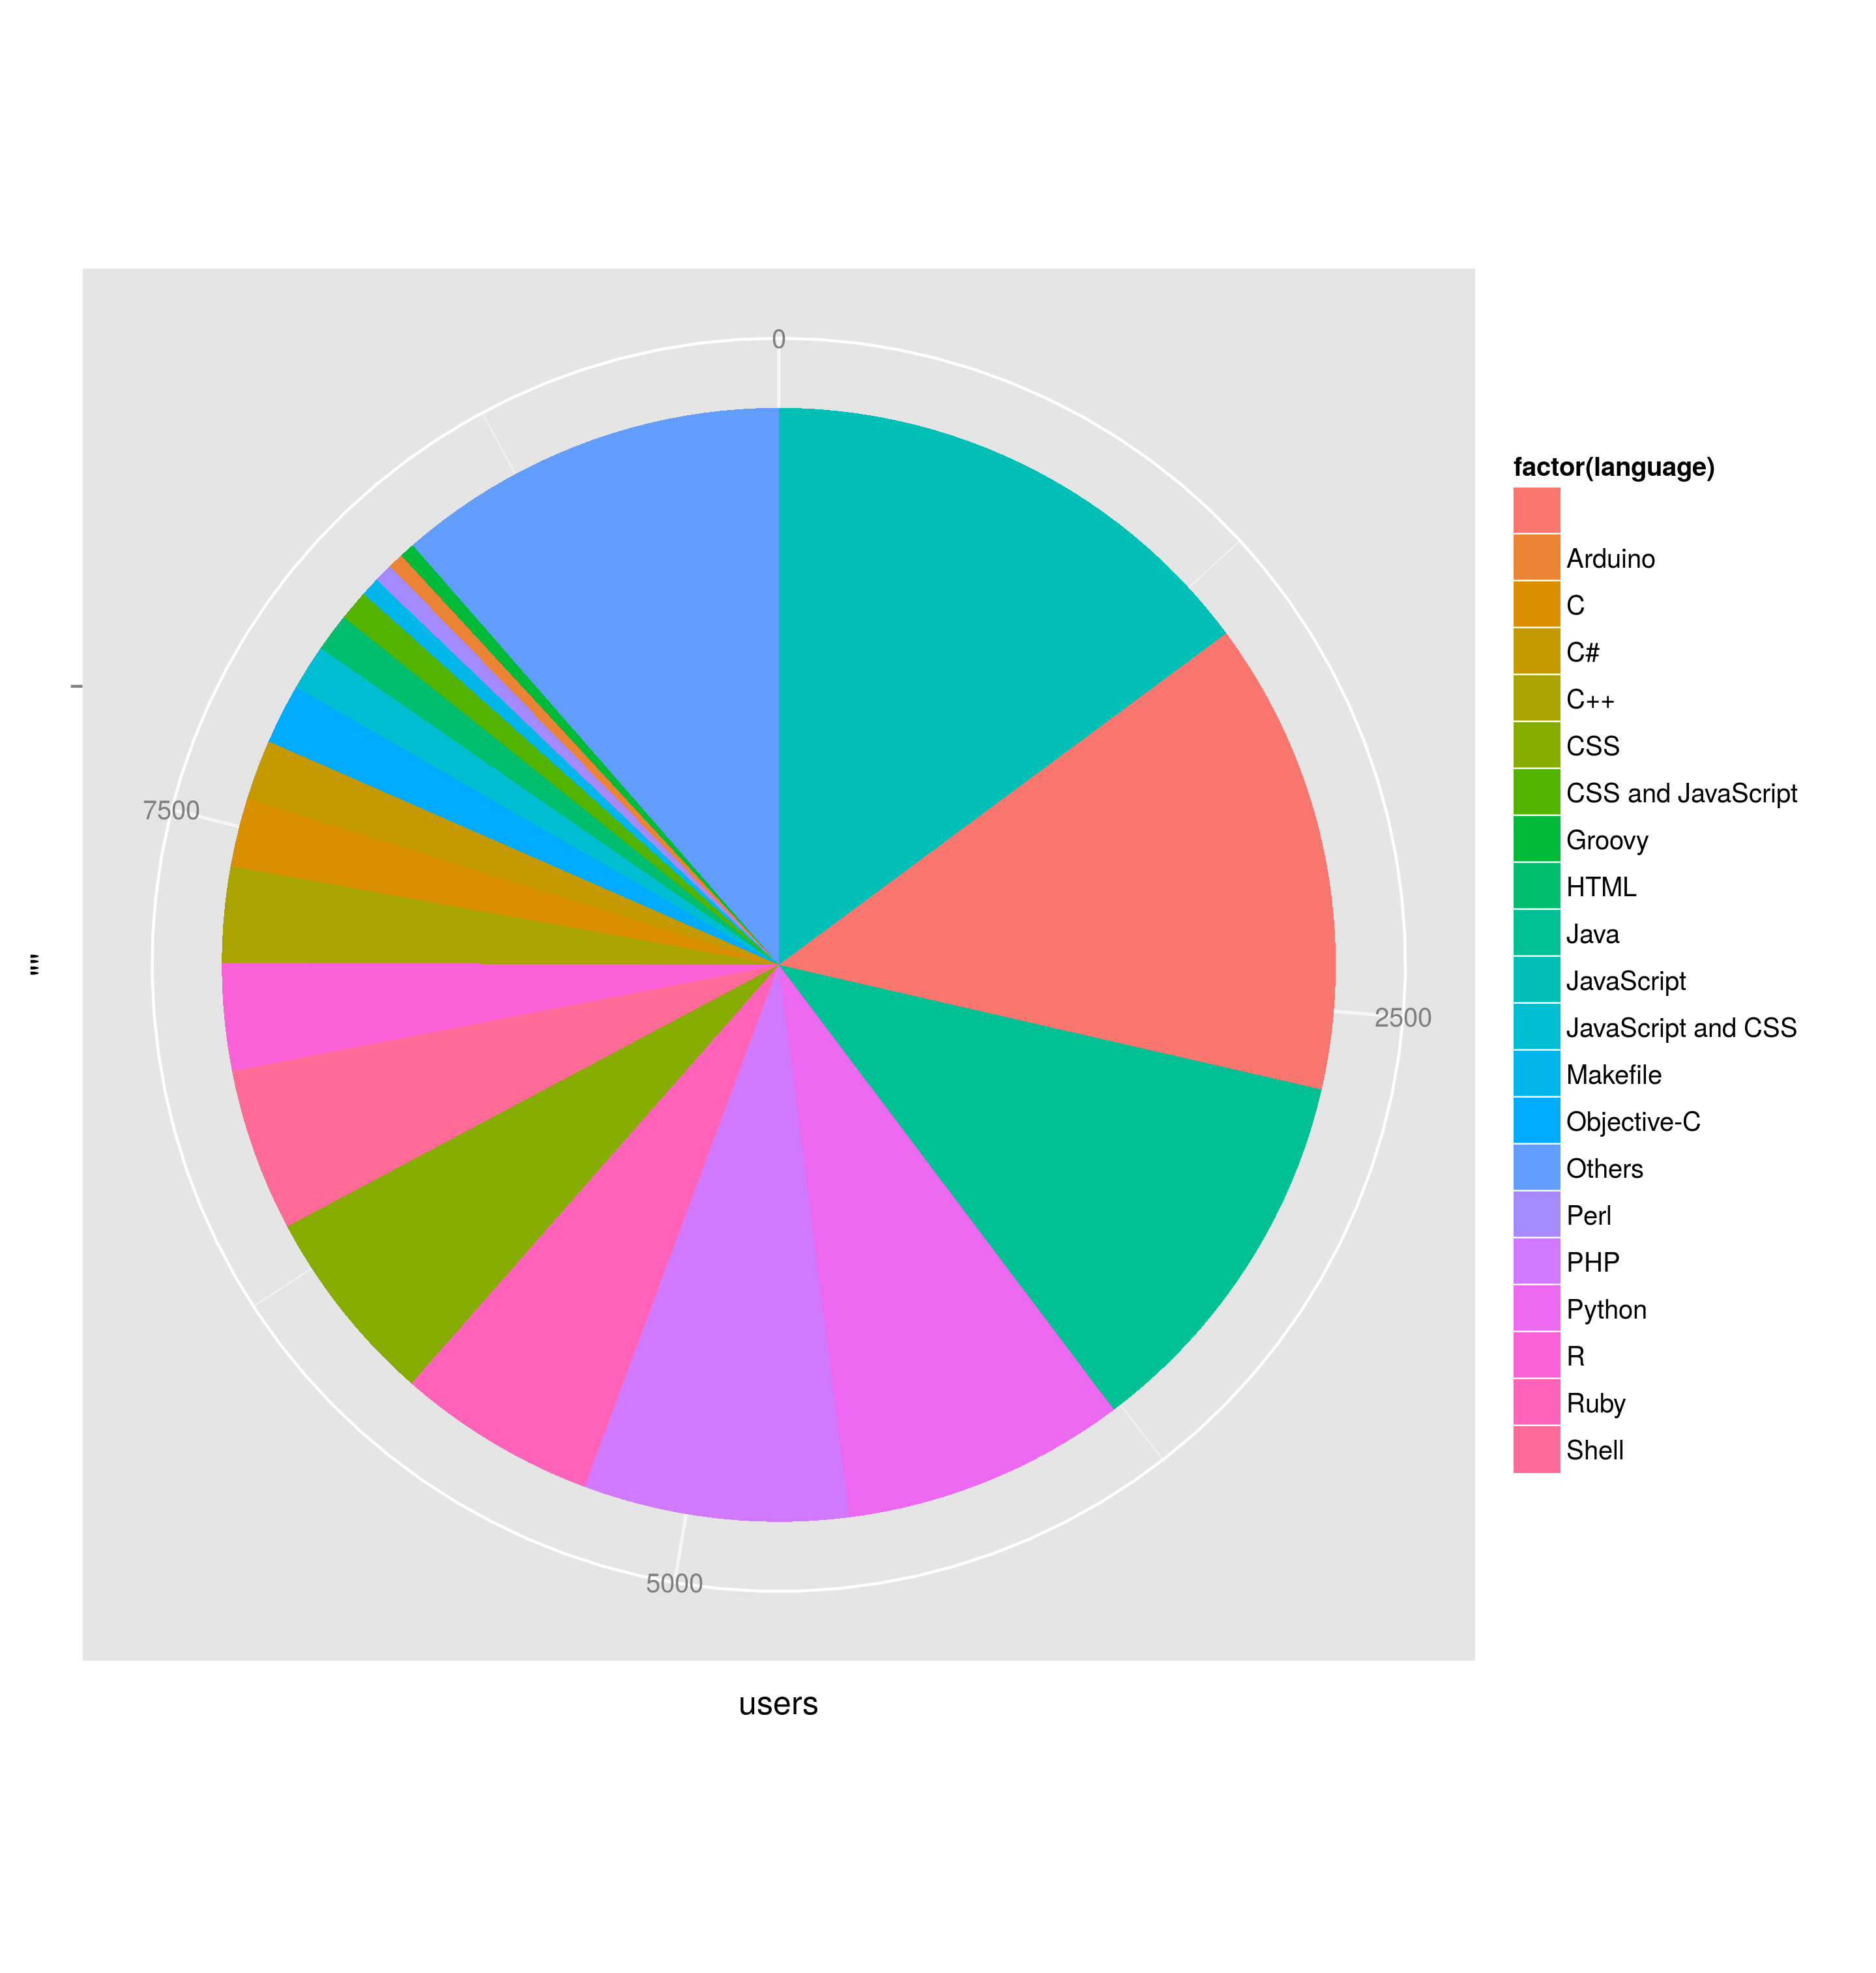 0
2500
5000
7500
""
users
factor(language)
Arduino
C
C#
C++
CSS
CSS and JavaScript
Groovy
HTML
Java
JavaScript
JavaScript and CSS
Makefile
Objective-C
Others
Perl
PHP
Python
R
Ruby
Shell